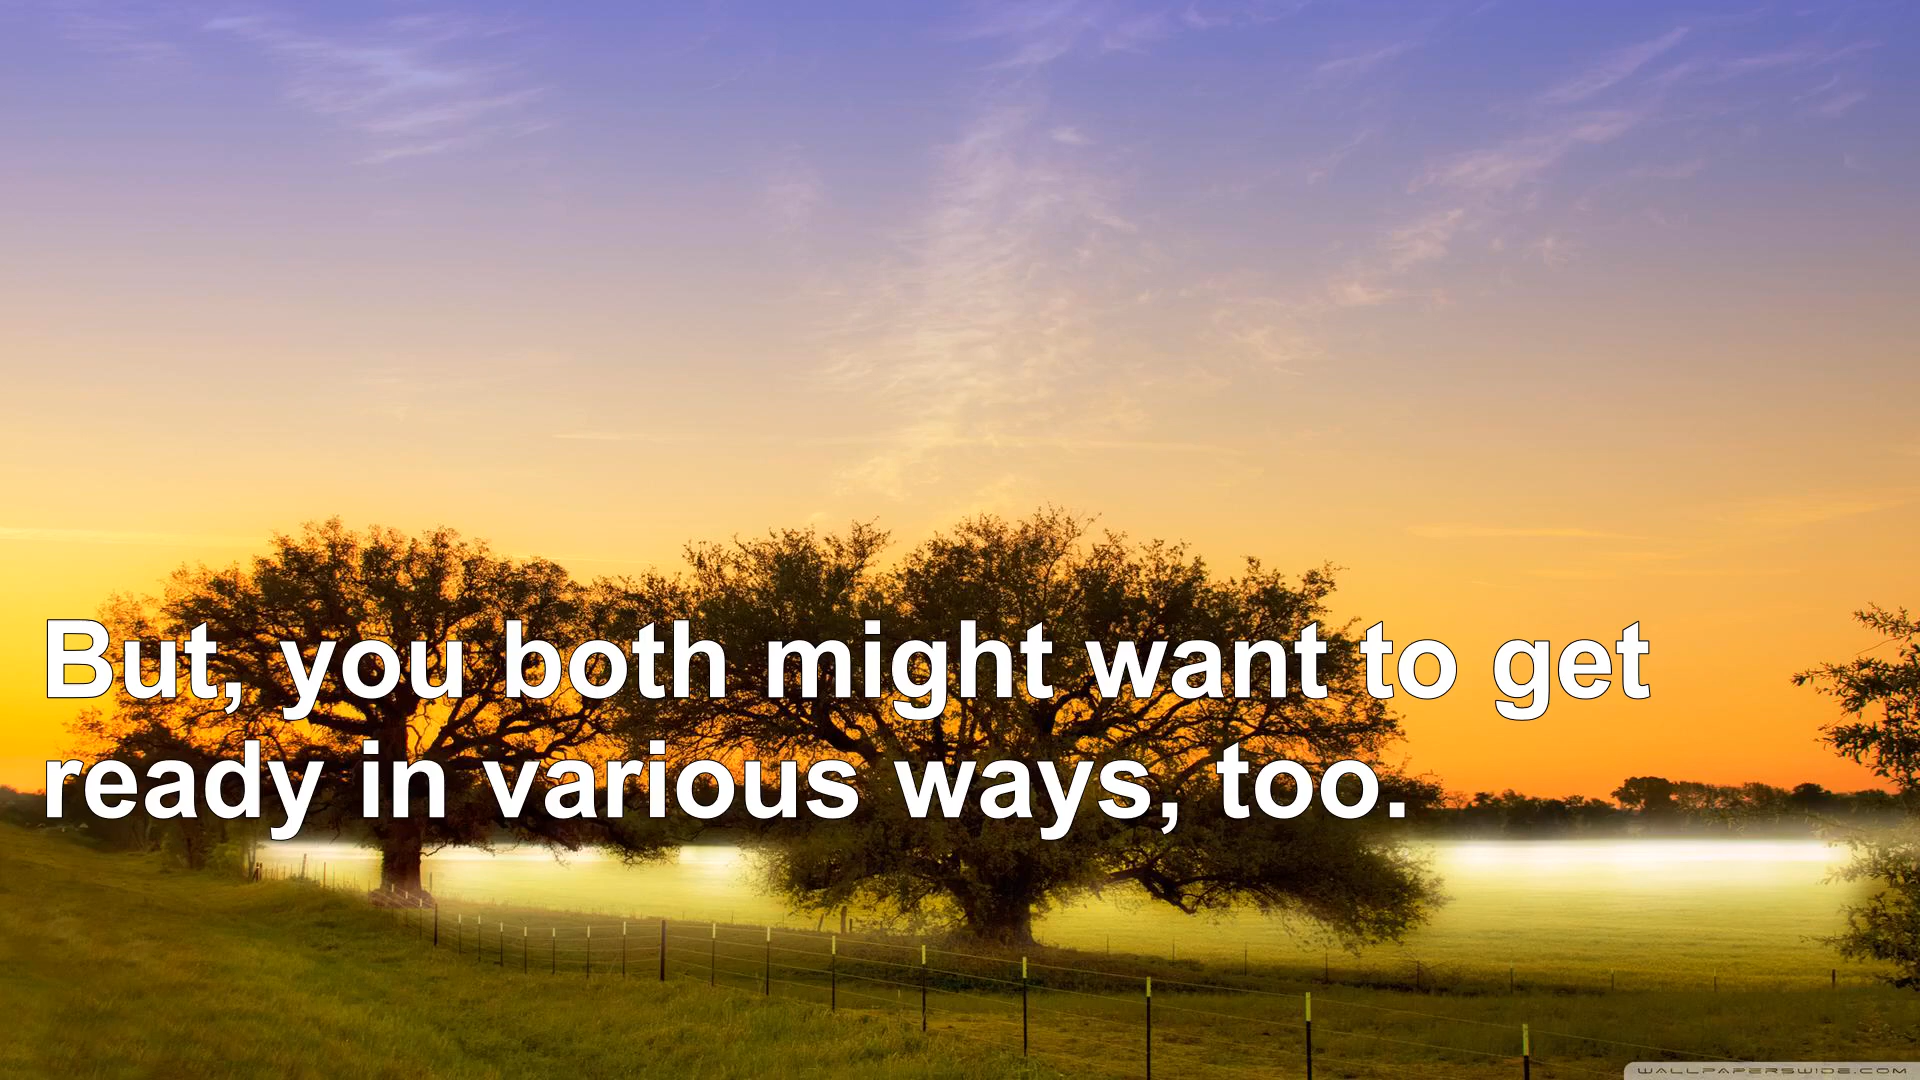 But, you both might want to get
ready in various ways, too.
WALLPAPERSWIDE.COM